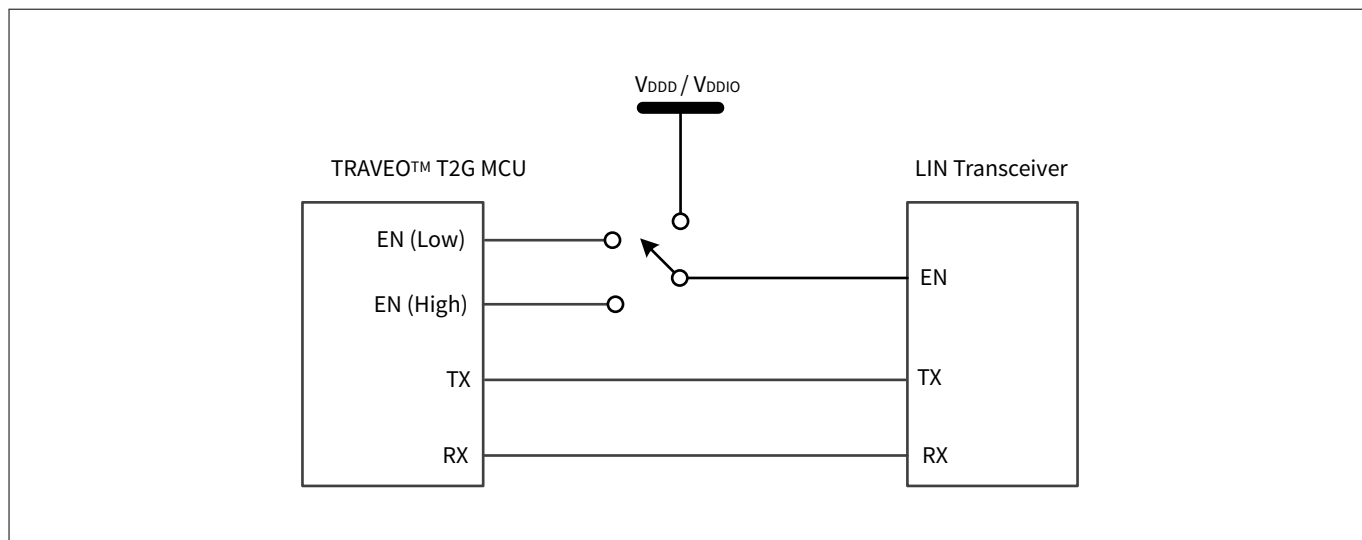 VDDD / VDDIO
TRAVEO™ T2G MCU
LIN Transceiver
EN (Low)
EN (High)
EN
TX
TX
RX
RX